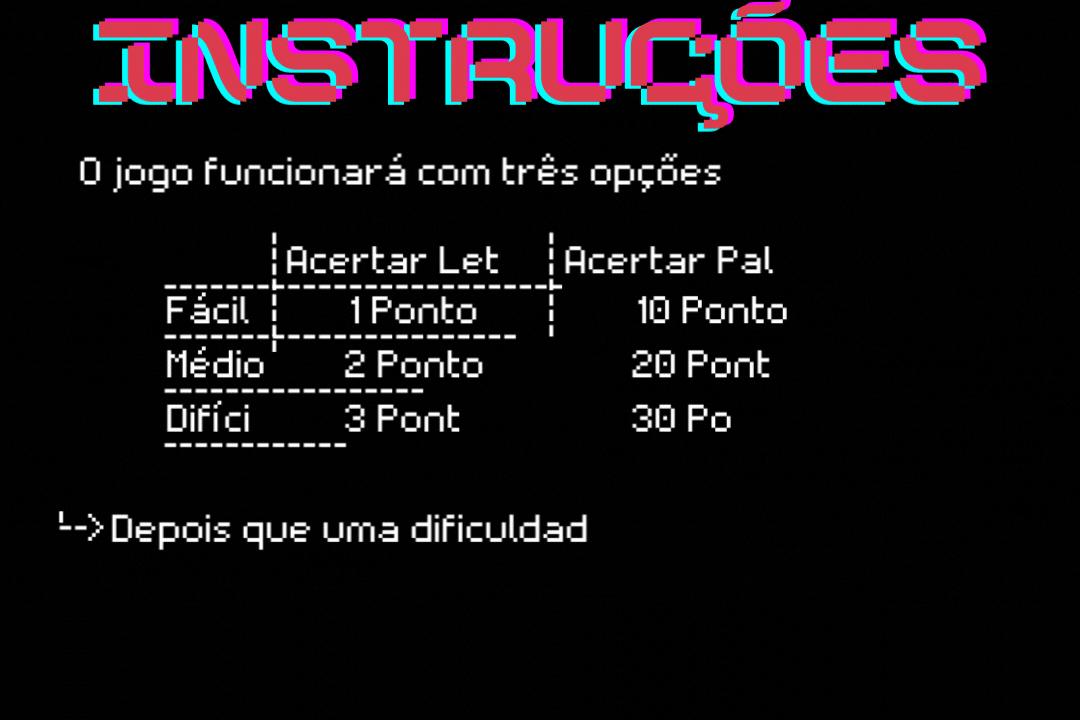 INSTRUÇÕES
O jogo funcionará com três opções
Acertar Let Acertar Pal
Fácil 1 Ponto 10 Ponto
Médio 2 Ponto 20 Pont
Difíci 3 Pont 30 Po
Depois que uma dificuldad